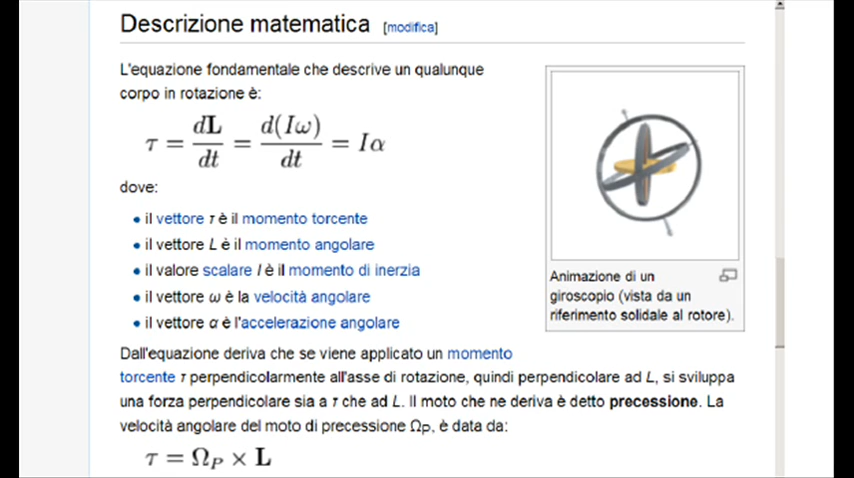 Descrizione matematica [modifica]
L'equazione fondamentale che descrive un qualunque
corpo in rotazione è:
τ = dL/dt = d(Iω)/dt = Iα
dove:
• il vettore τ è il momento torcente
• il vettore L è il momento angolare
• il valore scalare I è il momento di inerzia
• il vettore ω è la velocità angolare
• il vettore α è l'accelerazione angolare
Animazione di un
giroscopio (vista da un
riferimento solidale al rotore).
Dall'equazione deriva che se viene applicato un momento
torcente τ perpendicolarmente all'asse di rotazione, quindi perpendicolare ad L, si sviluppa
una forza perpendicolare sia a τ che ad L. Il moto che ne deriva è detto precessione. La
velocità angolare del moto di precessione ΩP, è data da:
τ = ΩP × L